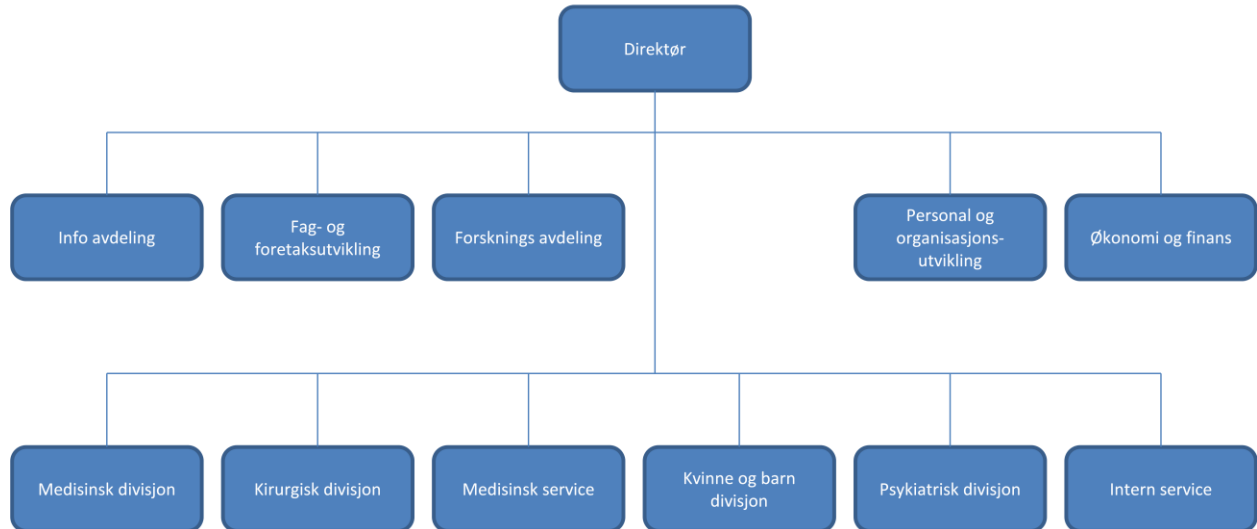 Direktør
Info avdeling
Fag- og
foretaksutvikling
Forsknings avdeling
Personal og
organisasjons-
utvikling
Økonomi og finans
Medisinsk divisjon
Kirurgisk divisjon
Medisinsk service
Kvinne og barn
divisjon
Psykiatrisk divisjon
Intern service